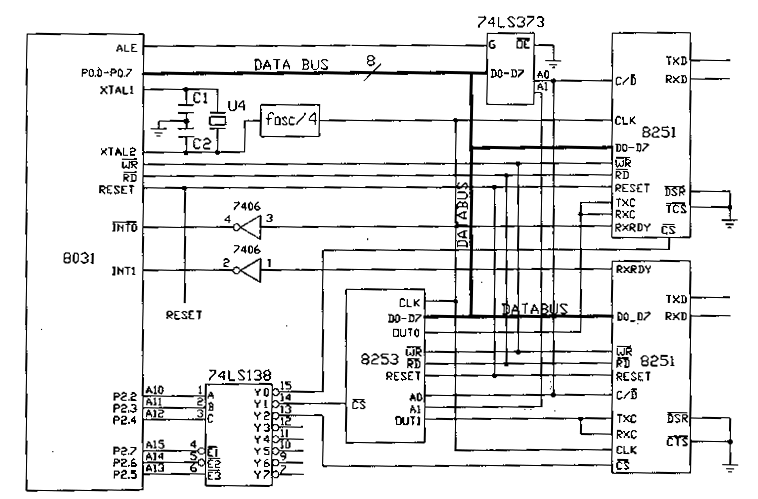 74LS373
ALE
G
OE
P0.0-P0.7
DATA BUS
8
D0-D7
A0
A1
XTAL1
C1
C2
U4
fosc/4
XTAL2
WR
RD
RESET
INT0
INT1
8031
7406
4
3
7406
2
1
RESET
DATABUS
TXD
RXD
C/D
CLK
8251
D0-D7
WR
RD
RESET
DSR
TXC
TCS
RXC
RXRDY
CS
RXRDY
TXD
D0_D7
RXD
WR
8251
RD
RESET
C/D
TXC
DSR
RXC
CTS
CLK
CS
DATABUS
CLK
D0-D7
OUT0
8253
WR
RD
RESET
CS
A0
A1
OUT1
74LS138
P2.2
A10
1
A
P2.3
A11
2
B
P2.4
A12
3
C
P2.7
A15
4
E1
P2.6
A14
5
E2
P2.5
A13
6
E3
Y0
15
Y1
14
Y2
13
Y3
12
Y4
11
Y5
10
Y6
9
Y7
7